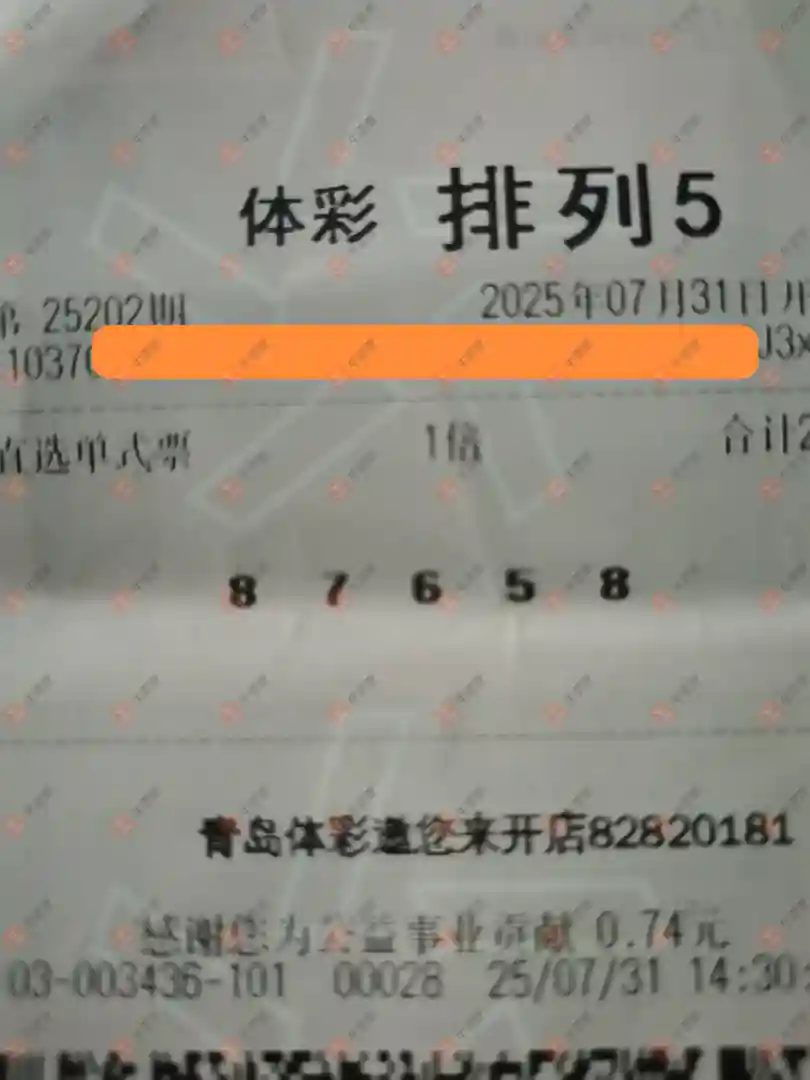 体彩 排列5
25202期 2025年07月31日
1037 J3x
直选单式票 1倍 合计2
8 7 6 5 8
青岛体彩邀您来开店82820181
感谢您为公益事业贡献 0.74元
03-003436-101 00028 25/07/31 14:30: